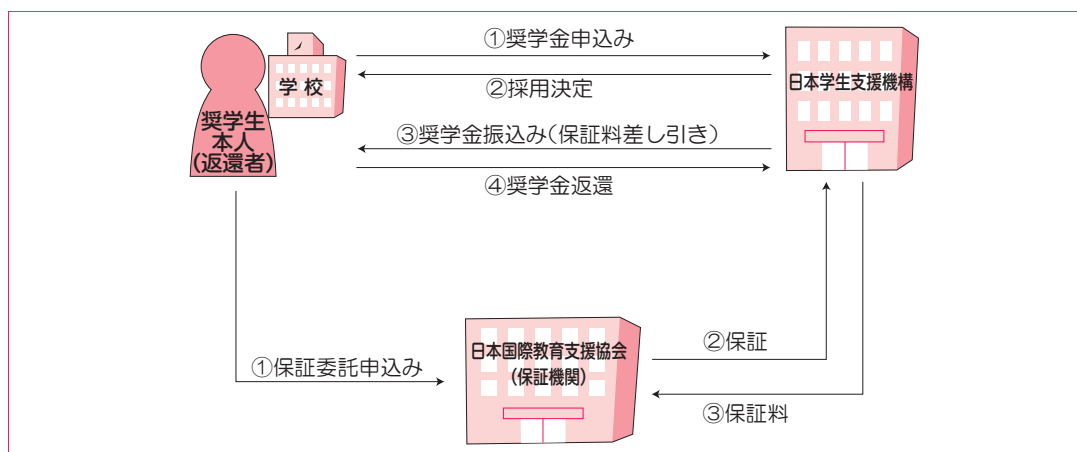 ①奨学金申込み
学校
②採用決定
日本学生支援機構
奨学生
本人
(返還者)
③奨学金振込み(保証料差し引き)
④奨学金返還
①保証委託申込み
日本国際教育支援協会
(保証機関)
②保証
③保証料